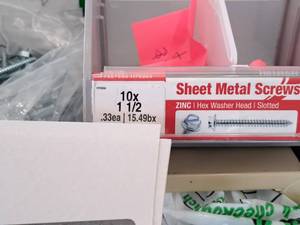 10x
1 1/2
.33ea | 15.49bx
Sheet Metal Screws
ZINC | Hex Washer Head | Slotted